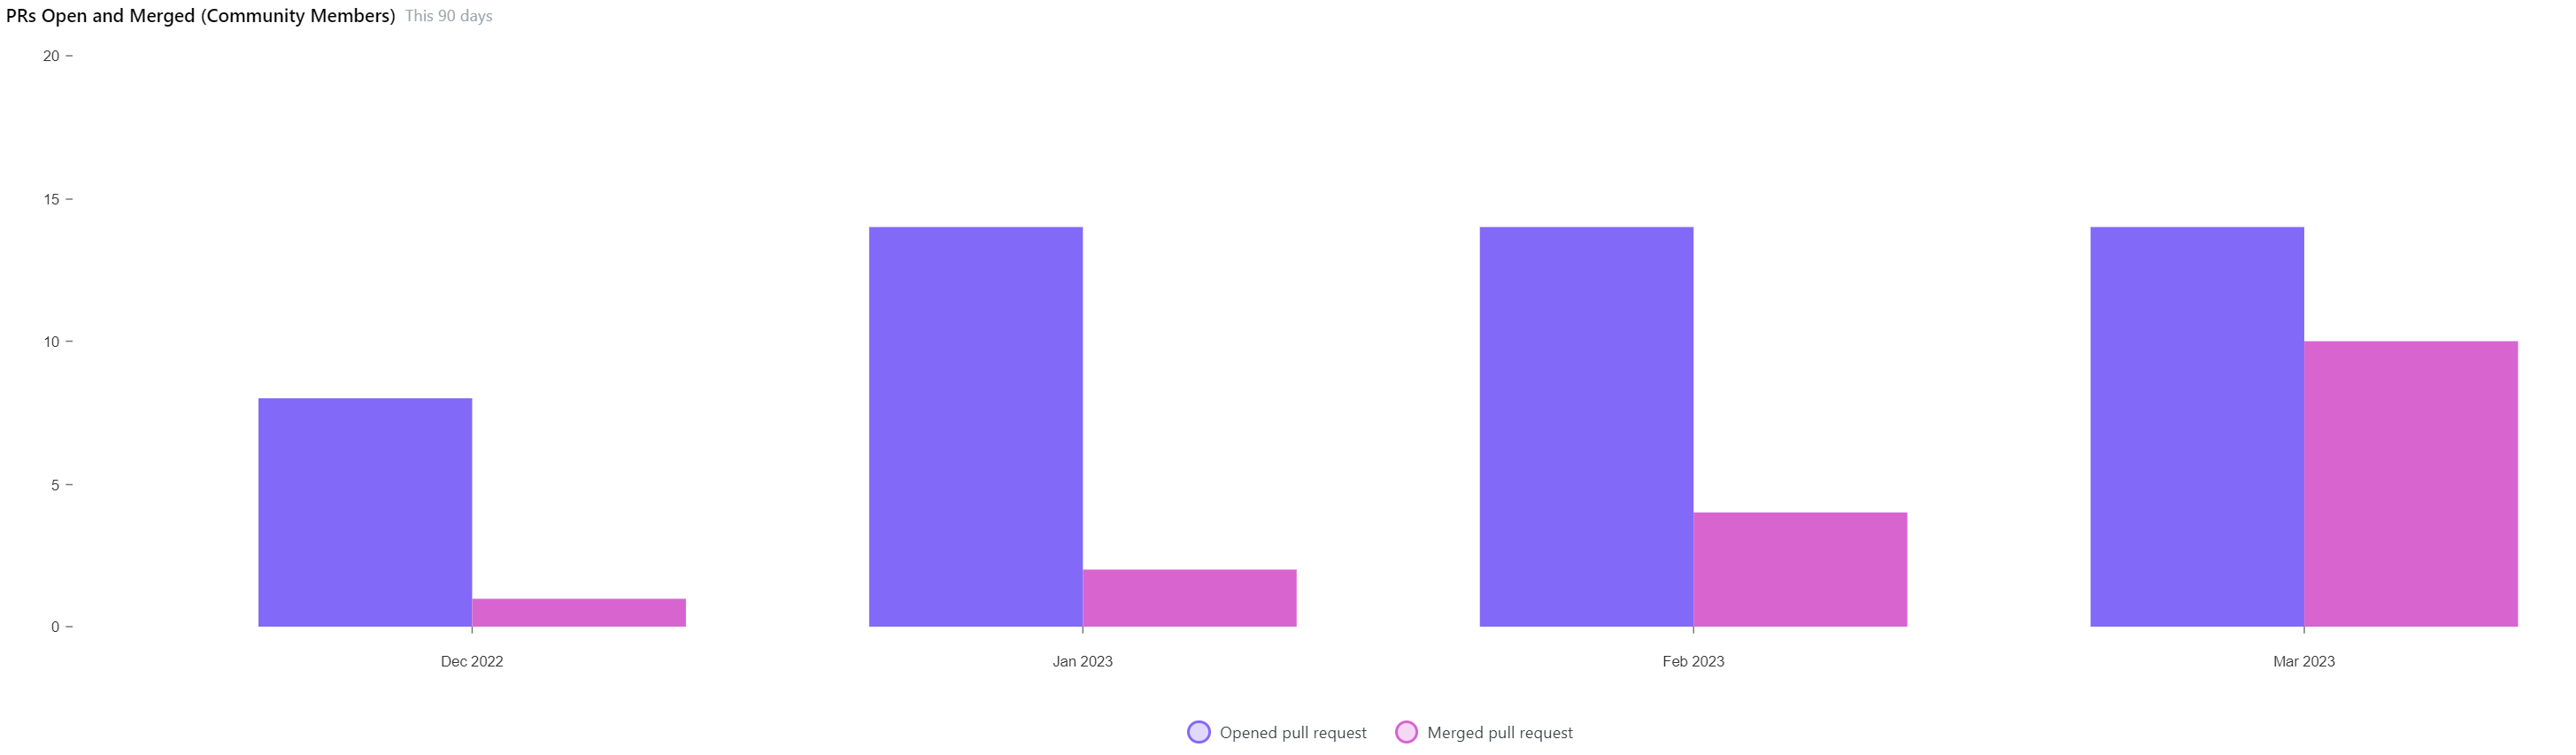 PRs Open and Merged (Community Members) This 90 days
20
15
10
5
0
Dec 2022 Jan 2023 Feb 2023 Mar 2023
Opened pull request Merged pull request